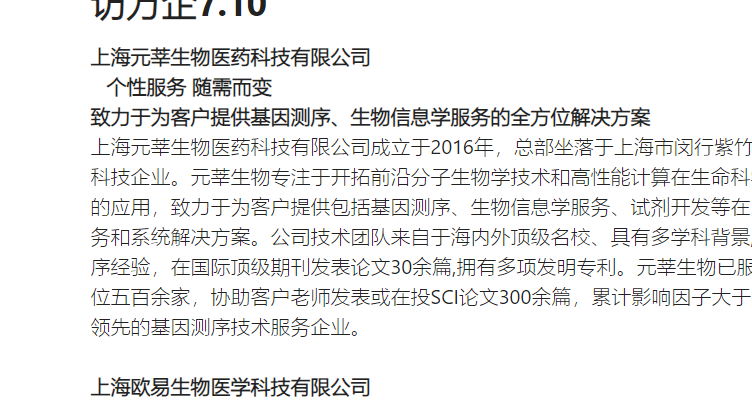 访万企7.10
上海元莘生物医药科技有限公司
个性服务 随需而变
致力于为客户提供基因测序、生物信息学服务的全方位解决方案
上海元莘生物医药科技有限公司成立于2016年，总部坐落于上海市闵行紫竹
科技企业。元莘生物专注于开拓前沿分子生物学技术和高性能计算在生命科学
的应用，致力于为客户提供包括基因测序、生物信息学服务、试剂开发等在
务和系统解决方案。公司技术团队来自于海内外顶级名校、具有多学科背景,
序经验，在国际顶级期刊发表论文30余篇,拥有多项发明专利。元莘生物已服
位五百余家，协助客户老师发表或在投SCI论文300余篇，累计影响因子大于
领先的基因测序技术服务企业。
上海欧易生物医学科技有限公司